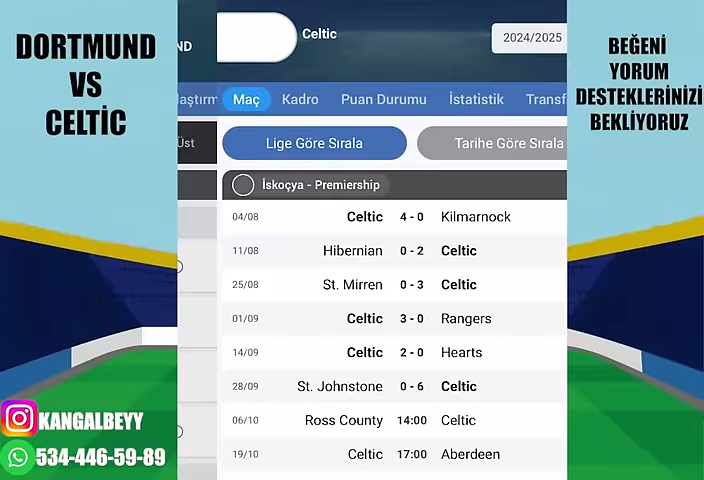 DORTMUND
VS
CELTİC
ND
Celtic
2024/2025
BEĞENİ
YORUM
DESTEKLERİNİZİ
BEKLİYORUZ
laştırm Maç Kadro Puan Durumu İstatistik Transf
Üst
Lige Göre Sırala Tarihe Göre Sırala
İskoçya - Premiership
04/08 Celtic 4 - 0 Kilmarnock
11/08 Hibernian 0 - 2 Celtic
25/08 St. Mirren 0 - 3 Celtic
01/09 Celtic 3 - 0 Rangers
14/09 Celtic 2 - 0 Hearts
28/09 St. Johnstone 0 - 6 Celtic
06/10 Ross County 14:00 Celtic
19/10 Celtic 17:00 Aberdeen
KANGALBEYY
534-446-59-89